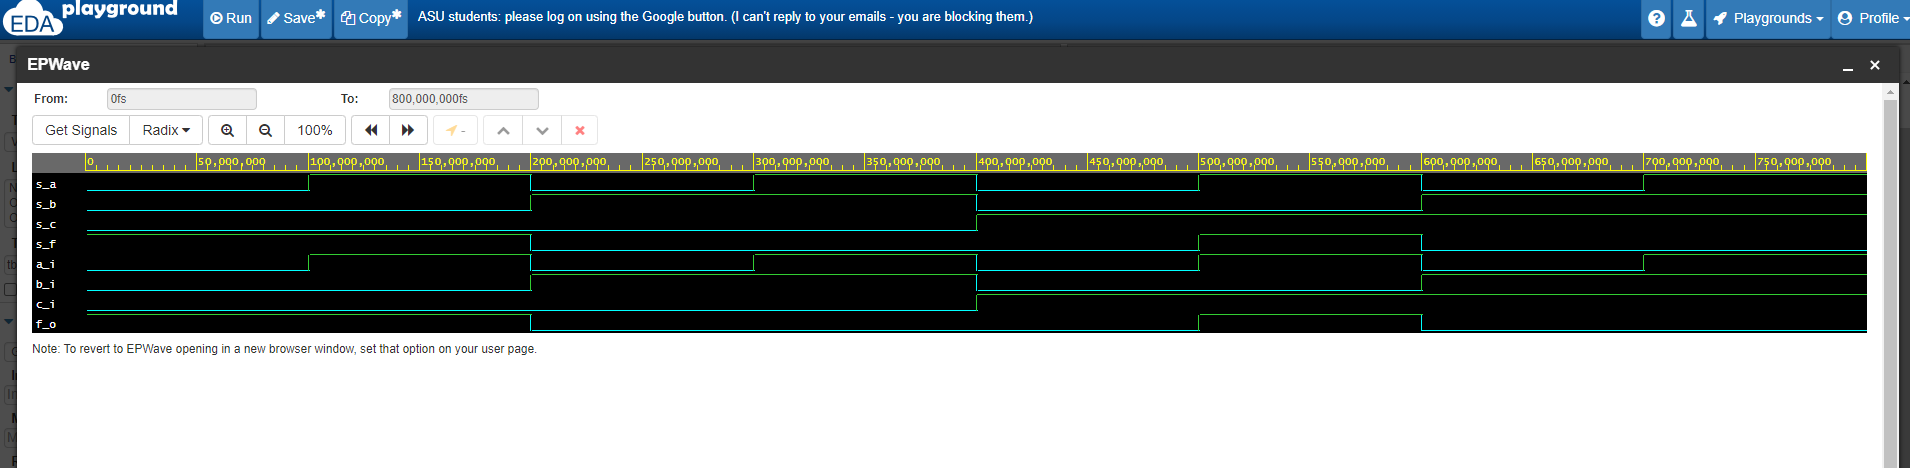 EDA playground
Run Save* Copy* ASU students: please log on using the Google button. (I can't reply to your emails - you are blocking them.) ? Playgrounds Profile
EPWave
From: 0fs To: 800,000,000fs
Get Signals Radix 100% -
0 50,000,000 100,000,000 150,000,000 200,000,000 250,000,000 300,000,000 350,000,000 400,000,000 450,000,000 500,000,000 550,000,000 600,000,000 650,000,000 700,000,000 750,000,000
s_a
s_b
s_c
s_f
a_i
b_i
c_i
f_o
Note: To revert to EPWave opening in a new browser window, set that option on your user page.